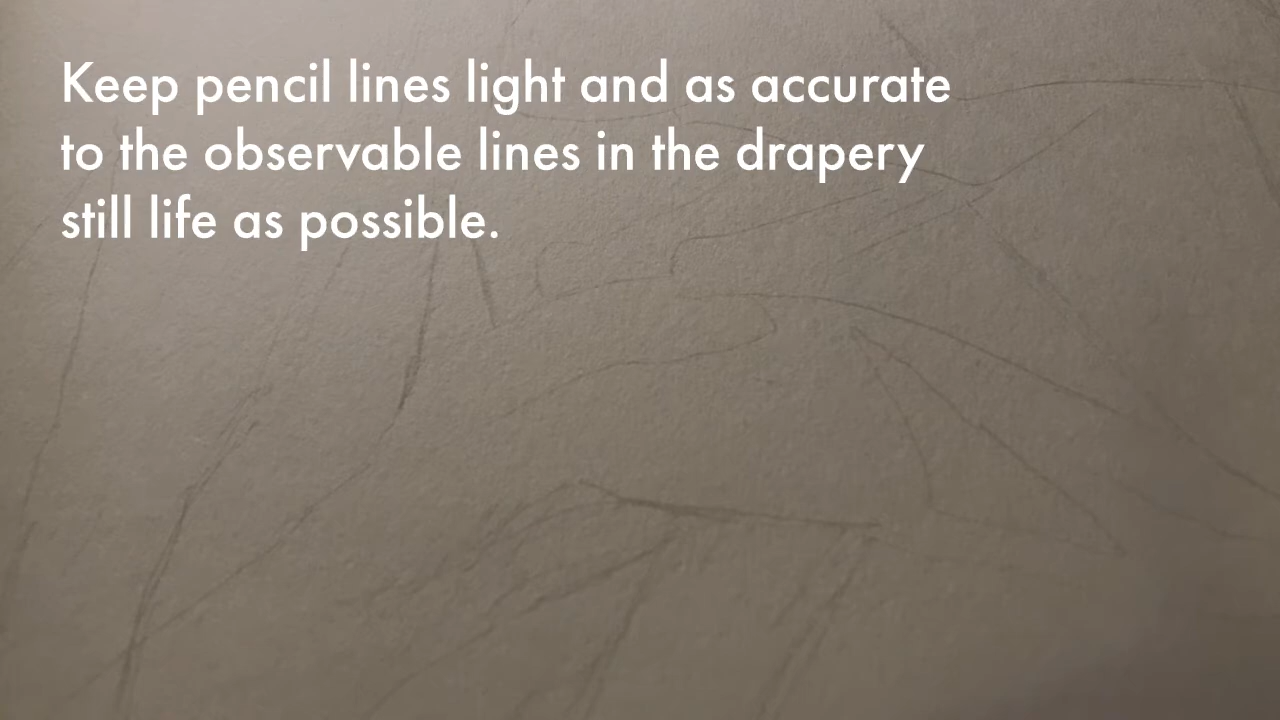 Keep pencil lines light and as accurate
to the observable lines in the drapery
still life as possible.